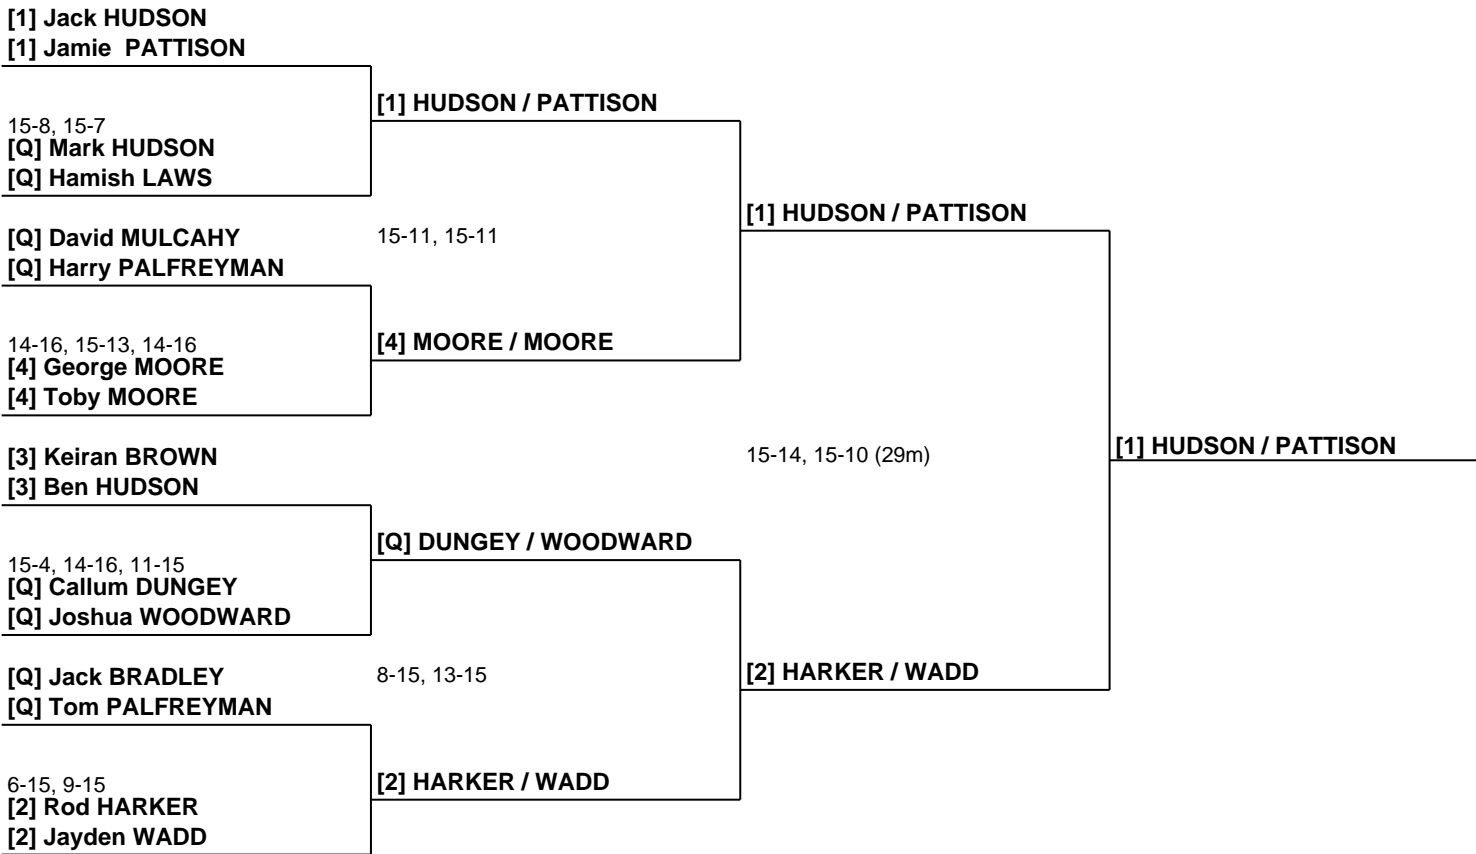 [1] Jack HUDSON
[1] Jamie  PATTISON
15-8, 15-7
[Q] Mark HUDSON
[Q] Hamish LAWS
[Q] David MULCAHY
[Q] Harry PALFREYMAN
14-16, 15-13, 14-16
[4] George MOORE
[4] Toby MOORE
[3] Keiran BROWN
[3] Ben HUDSON
15-4, 14-16, 11-15
[Q] Callum DUNGEY
[Q] Joshua WOODWARD
[Q] Jack BRADLEY
[Q] Tom PALFREYMAN
6-15, 9-15
[2] Rod HARKER
[2] Jayden WADD
[1] HUDSON / PATTISON
15-11, 15-11
[4] MOORE / MOORE
[Q] DUNGEY / WOODWARD
8-15, 13-15
[2] HARKER / WADD
[1] HUDSON / PATTISON
15-14, 15-10 (29m)
[2] HARKER / WADD
[1] HUDSON / PATTISON